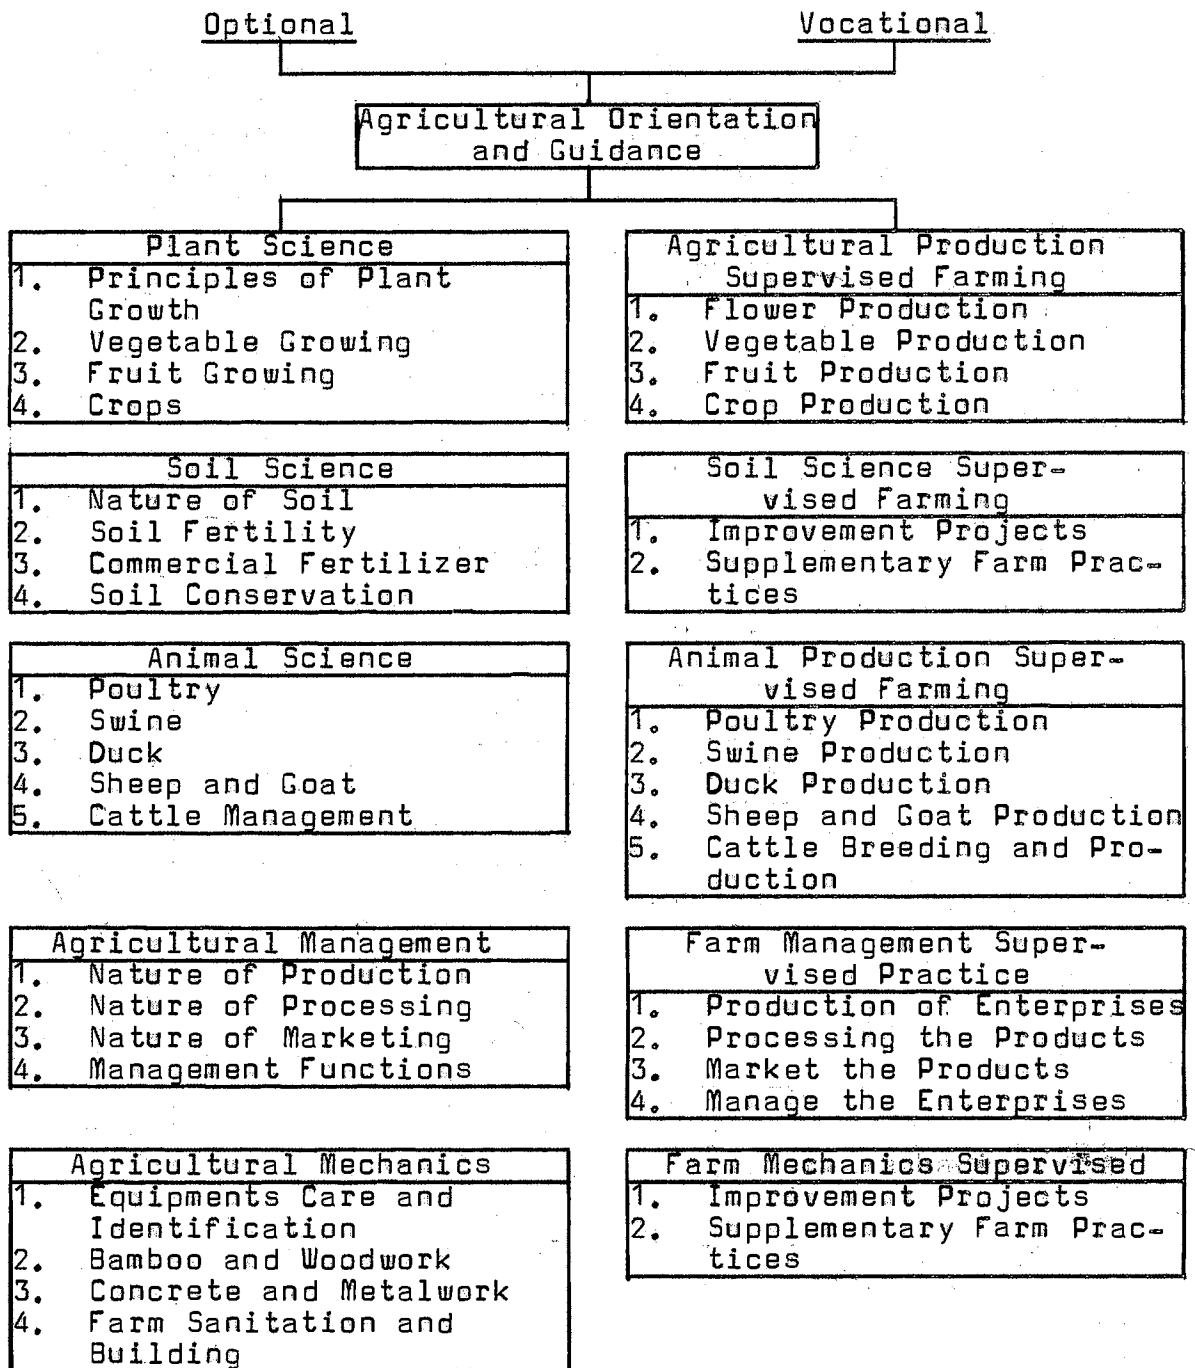 Optional
Vocational
Agricultural Orientation
and Guidance
Plant Science
1. Principles of Plant
Growth
2. Vegetable Growing
3. Fruit Growing
4. Crops
Agricultural Production
Supervised Farming
1. Flower Production
2. Vegetable Production
3. Fruit Production
4. Crop Production
Soil Science
1. Nature of Soil
2. Soil Fertility
3. Commercial Fertilizer
4. Soil Conservation
Soil Science Super-
vised Farming
1. Improvement Projects
2. Supplementary Farm Prac-
tices
Animal Science
1. Poultry
2. Swine
3. Duck
4. Sheep and Goat
5. Cattle Management
Animal Production Super-
vised Farming
1. Poultry Production
2. Swine Production
3. Duck Production
4. Sheep and Goat Production
5. Cattle Breeding and Pro-
duction
Agricultural Management
1. Nature of Production
2. Nature of Processing
3. Nature of Marketing
4. Management Functions
Farm Management Super-
vised Practice
1. Production of Enterprises
2. Processing the Products
3. Market the Products
4. Manage the Enterprises
Agricultural Mechanics
1. Equipments Care and
Identification
2. Bamboo and Woodwork
3. Concrete and Metalwork
4. Farm Sanitation and
Building
Farm Mechanics Supervised
1. Improvement Projects
2. Supplementary Farm Prac-
tices